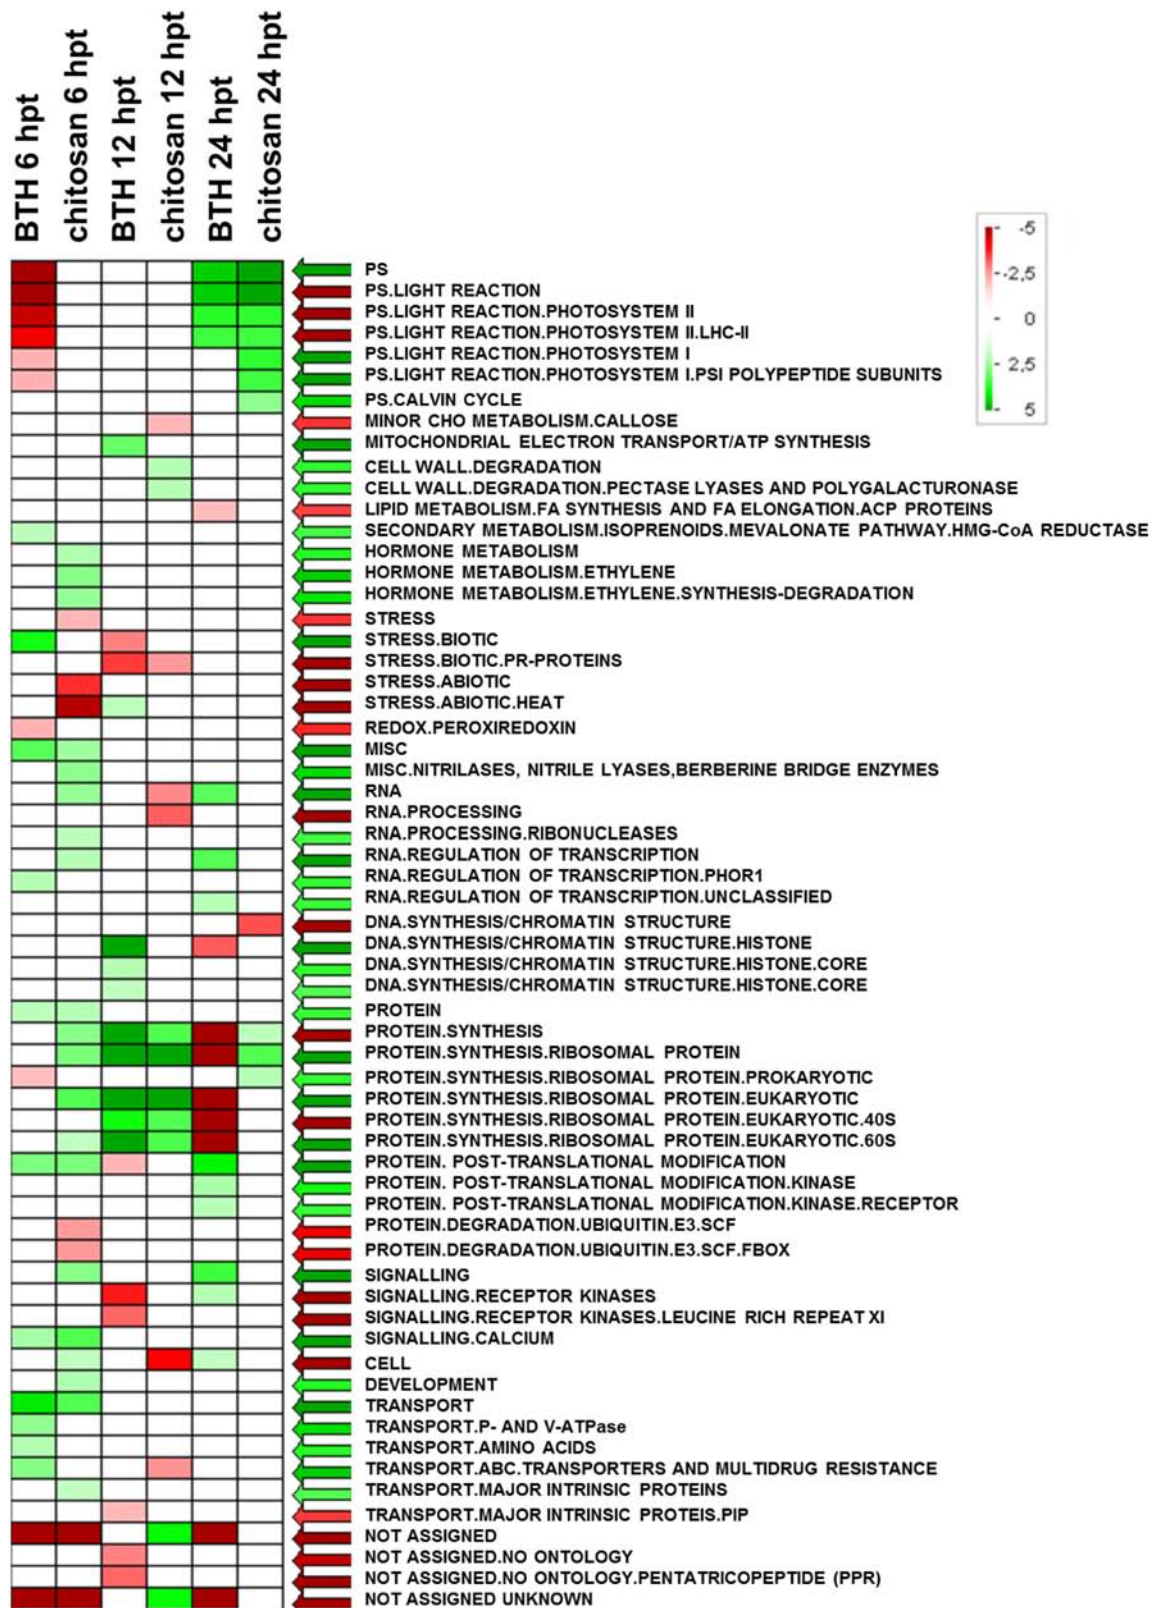 BTH 6 hpt
chitosan 6 hpt
BTH 12 hpt
chitosan 12 hpt
BTH 24 hpt
chitosan 24 hpt
-5
-2,5
0
2,5
5
PS
PS.LIGHT REACTION
PS.LIGHT REACTION.PHOTOSYSTEM II
PS.LIGHT REACTION.PHOTOSYSTEM II.LHC-II
PS.LIGHT REACTION.PHOTOSYSTEM I
PS.LIGHT REACTION.PHOTOSYSTEM I.PSI POLYPEPTIDE SUBUNITS
PS.CALVIN CYCLE
MINOR CHO METABOLISM.CALLOSE
MITOCHONDRIAL ELECTRON TRANSPORT/ATP SYNTHESIS
CELL WALL.DEGRADATION
CELL WALL.DEGRADATION.PECTASE LYASES AND POLYGALACTURONASE
LIPID METABOLISM.FA SYNTHESIS AND FA ELONGATION.ACP PROTEINS
SECONDARY METABOLISM.ISOPRENOIDS.MEVALONATE PATHWAY.HMG-CoA REDUCTASE
HORMONE METABOLISM
HORMONE METABOLISM.ETHYLENE
HORMONE METABOLISM.ETHYLENE.SYNTHESIS-DEGRADATION
STRESS
STRESS.BIOTIC
STRESS.BIOTIC.PR-PROTEINS
STRESS.ABIOTIC
STRESS.ABIOTIC.HEAT
REDOX.PEROXIREDOXIN
MISC
MISC.NITRILASES, NITRILE LYASES,BERBERINE BRIDGE ENZYMES
RNA
RNA.PROCESSING
RNA.PROCESSING.RIBONUCLEASES
RNA.REGULATION OF TRANSCRIPTION
RNA.REGULATION OF TRANSCRIPTION.PHOR1
RNA.REGULATION OF TRANSCRIPTION.UNCLASSIFIED
DNA.SYNTHESIS/CHROMATIN STRUCTURE
DNA.SYNTHESIS/CHROMATIN STRUCTURE.HISTONE
DNA.SYNTHESIS/CHROMATIN STRUCTURE.HISTONE.CORE
DNA.SYNTHESIS/CHROMATIN STRUCTURE.HISTONE.CORE
PROTEIN
PROTEIN.SYNTHESIS
PROTEIN.SYNTHESIS.RIBOSOMAL PROTEIN
PROTEIN.SYNTHESIS.RIBOSOMAL PROTEIN.PROKARYOTIC
PROTEIN.SYNTHESIS.RIBOSOMAL PROTEIN.EUKARYOTIC
PROTEIN.SYNTHESIS.RIBOSOMAL PROTEIN.EUKARYOTIC.40S
PROTEIN.SYNTHESIS.RIBOSOMAL PROTEIN.EUKARYOTIC.60S
PROTEIN. POST-TRANSLATIONAL MODIFICATION
PROTEIN. POST-TRANSLATIONAL MODIFICATION.KINASE
PROTEIN. POST-TRANSLATIONAL MODIFICATION.KINASE.RECEPTOR
PROTEIN.DEGRADATION.UBIQUITIN.E3.SCF
PROTEIN.DEGRADATION.UBIQUITIN.E3.SCF.FBOX
SIGNALLING
SIGNALLING.RECEPTOR KINASES
SIGNALLING.RECEPTOR KINASES.LEUCINE RICH REPEAT XI
SIGNALLING.CALCIUM
CELL
DEVELOPMENT
TRANSPORT
TRANSPORT.P- AND V-ATPase
TRANSPORT.AMINO ACIDS
TRANSPORT.ABC.TRANSPORTERS AND MULTIDRUG RESISTANCE
TRANSPORT.MAJOR INTRINSIC PROTEINS
TRANSPORT.MAJOR INTRINSIC PROTEIS.PIP
NOT ASSIGNED
NOT ASSIGNED.NO ONTOLOGY
NOT ASSIGNED.NO ONTOLOGY.PENTATRICOPEPTIDE (PPR)
NOT ASSIGNED UNKNOWN